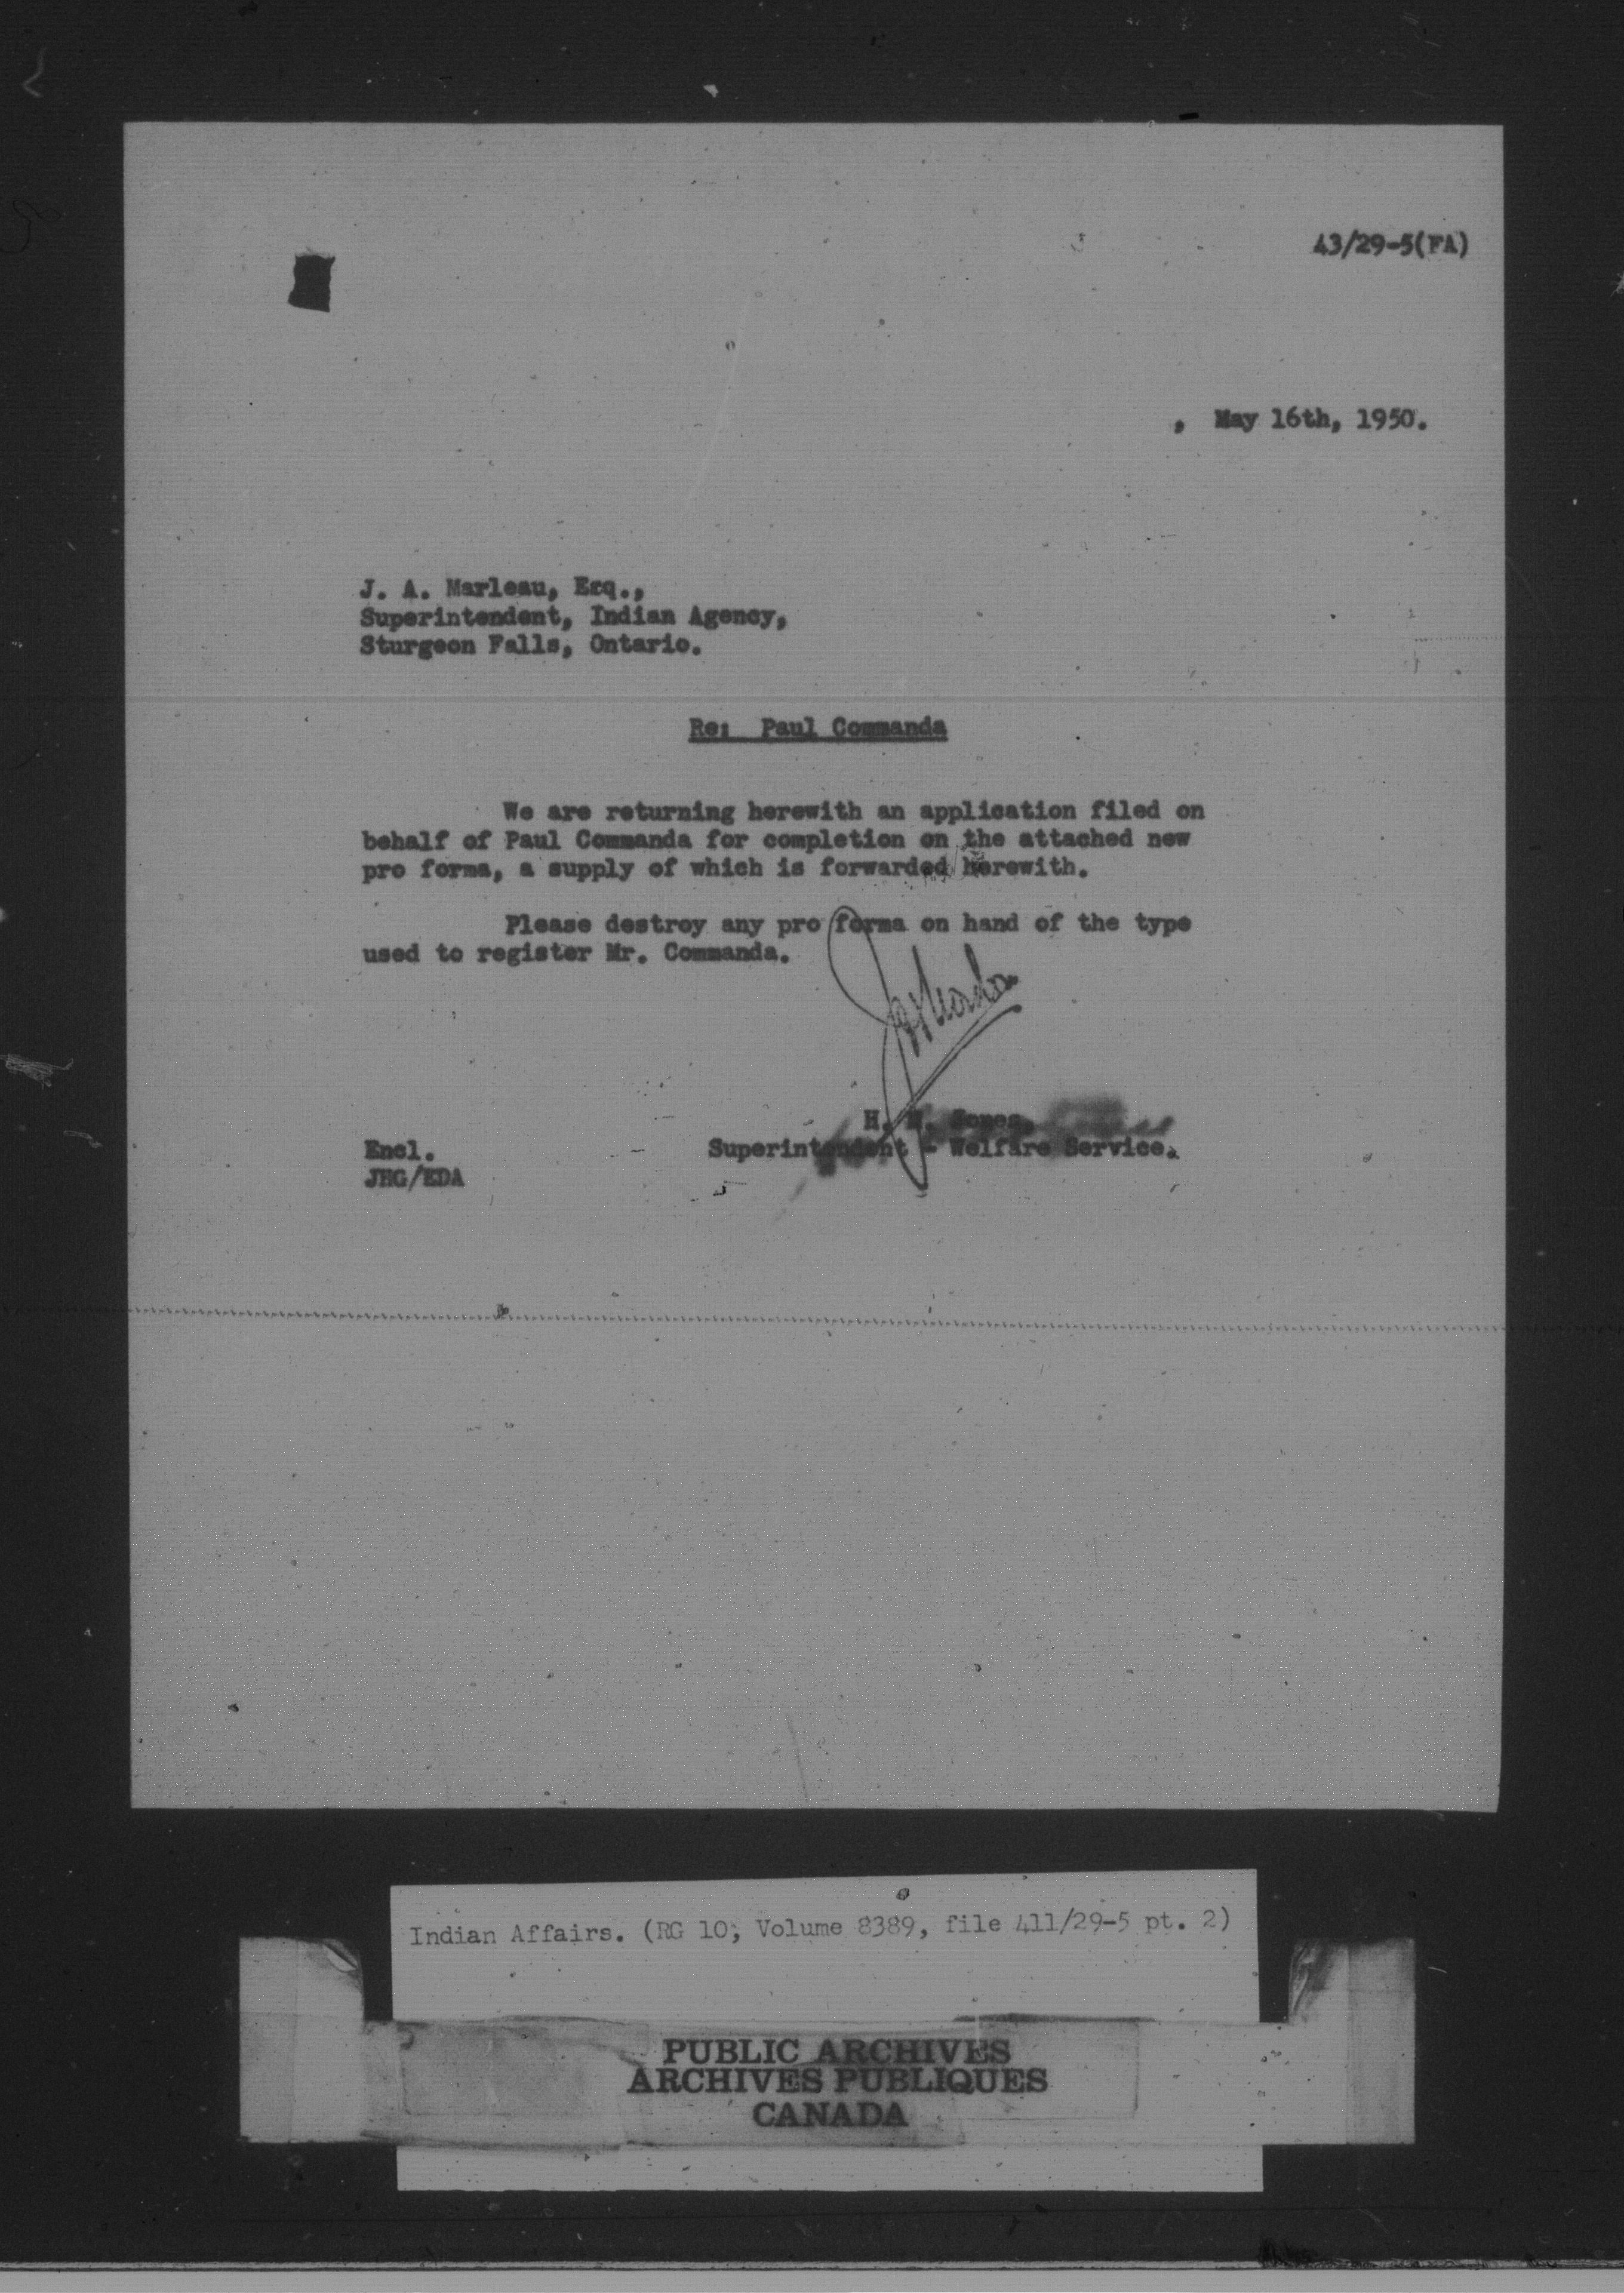 43/29-5(FA)
, May 16th, 1950.
J. A. Marleau, Esq.,
Superintendent, Indian Agency,
Sturgeon Falls, Ontario.
Re: Paul Commanda
We are returning herewith an application filed on
behalf of Paul Commanda for completion on the attached new
pro forma, a supply of which is forwarded herewith.
Please destroy any pro forma on hand of the type
used to register Mr. Commanda.
H. M. Jones,
Superintendent - Welfare Service.
Encl.
JHG/EDA
Indian Affairs. (RG 10, Volume 8389, file 411/29-5 pt. 2)
PUBLIC ARCHIVES
ARCHIVES PUBLIQUES
CANADA